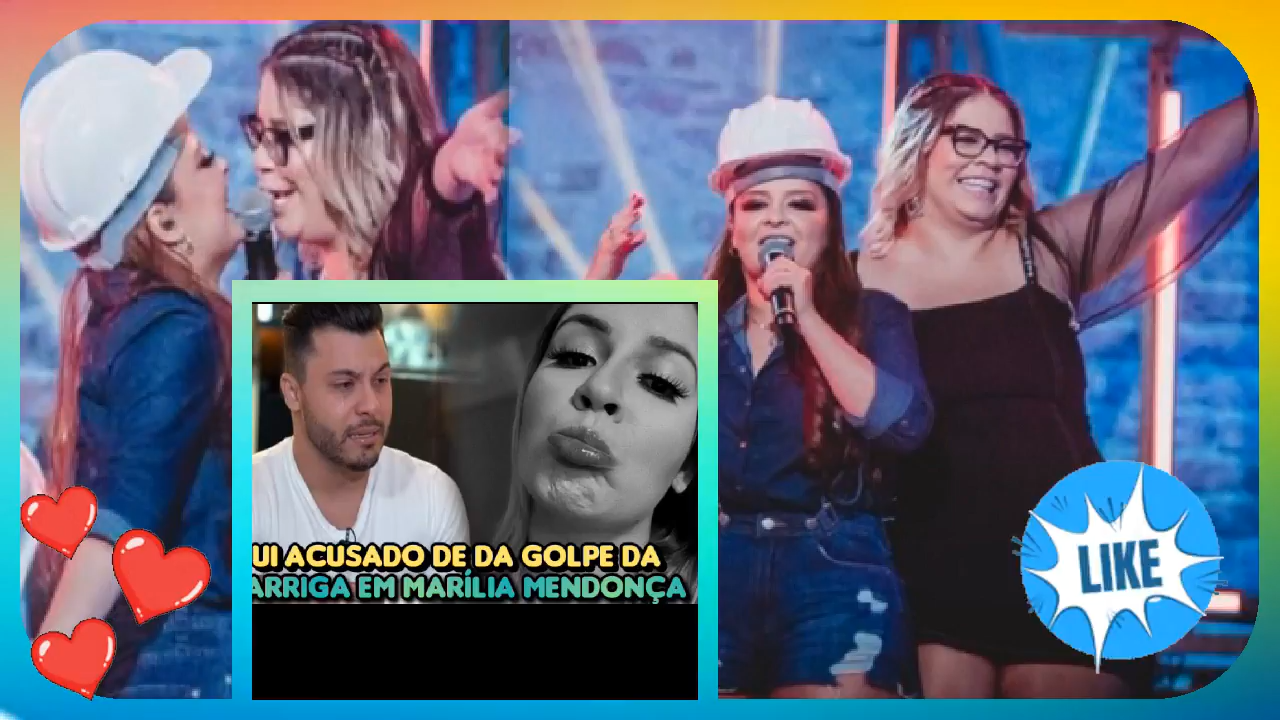 UI ACUSADO DE DA GOLPE DA
ARRIGA EM MARÍLIA MENDONÇA
LIKE